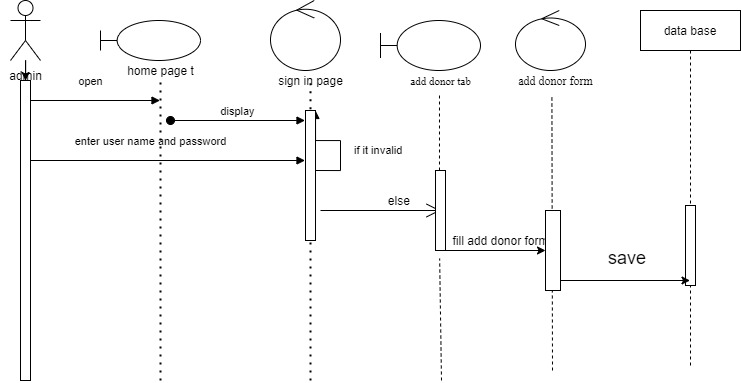 data base
admin
home page t
sign in page
add donor tab
add donor form
open
display
enter user name and password
if it invalid
else
fill add donor form
save